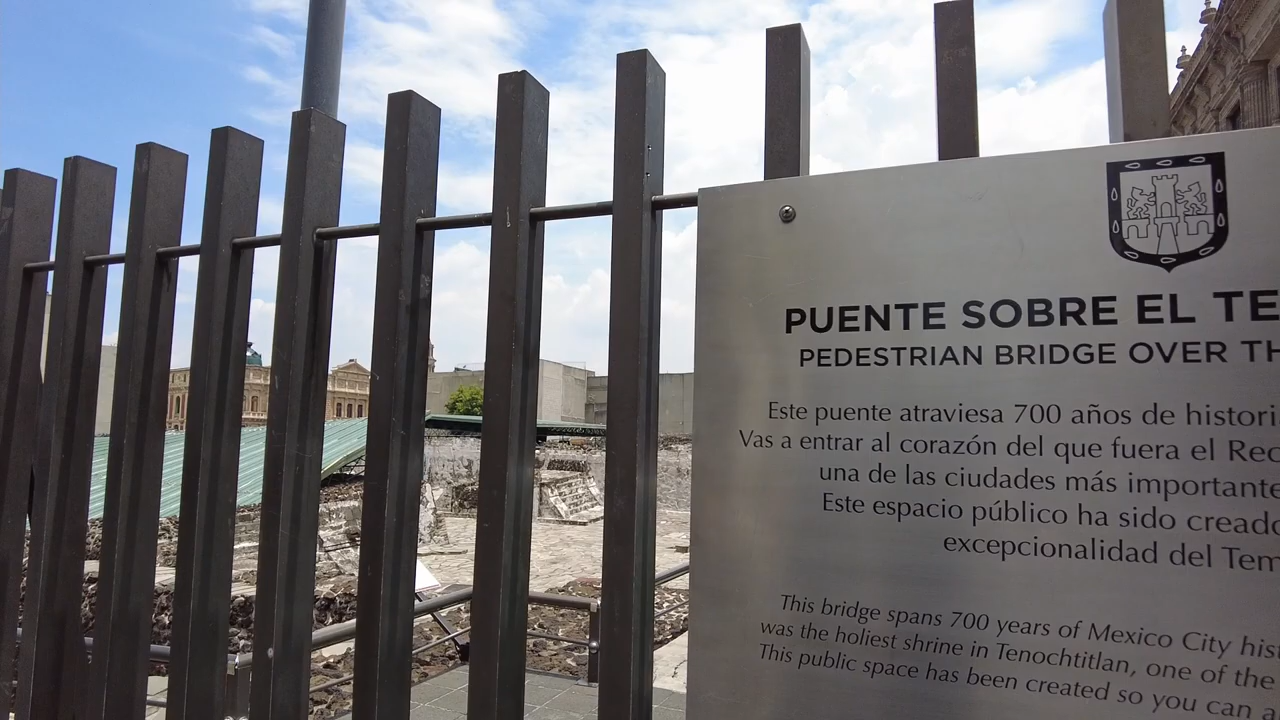 PUENTE SOBRE EL TE
PEDESTRIAN BRIDGE OVER TH
Este puente atraviesa 700 años de histori
Vas a entrar al corazón del que fuera el Rec
una de las ciudades más importante
Este espacio público ha sido creado
excepcionalidad del Tem
This bridge spans 700 years of Mexico City hist
was the holiest shrine in Tenochtitlan, one of the
This public space has been created so you can a